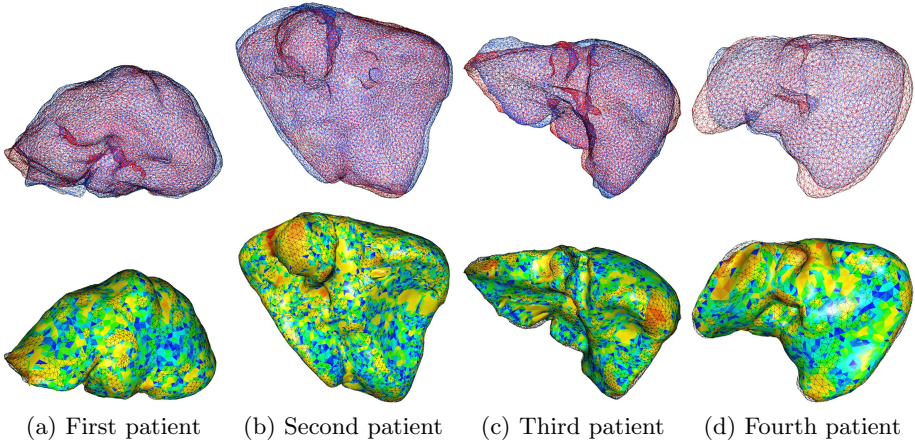 (a) First patient
(b) Second patient
(c) Third patient
(d) Fourth patient